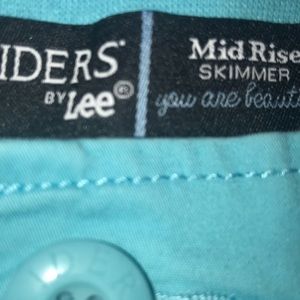 IDERS
BY Lee®
Mid Rise
SKIMMER
you are beauti